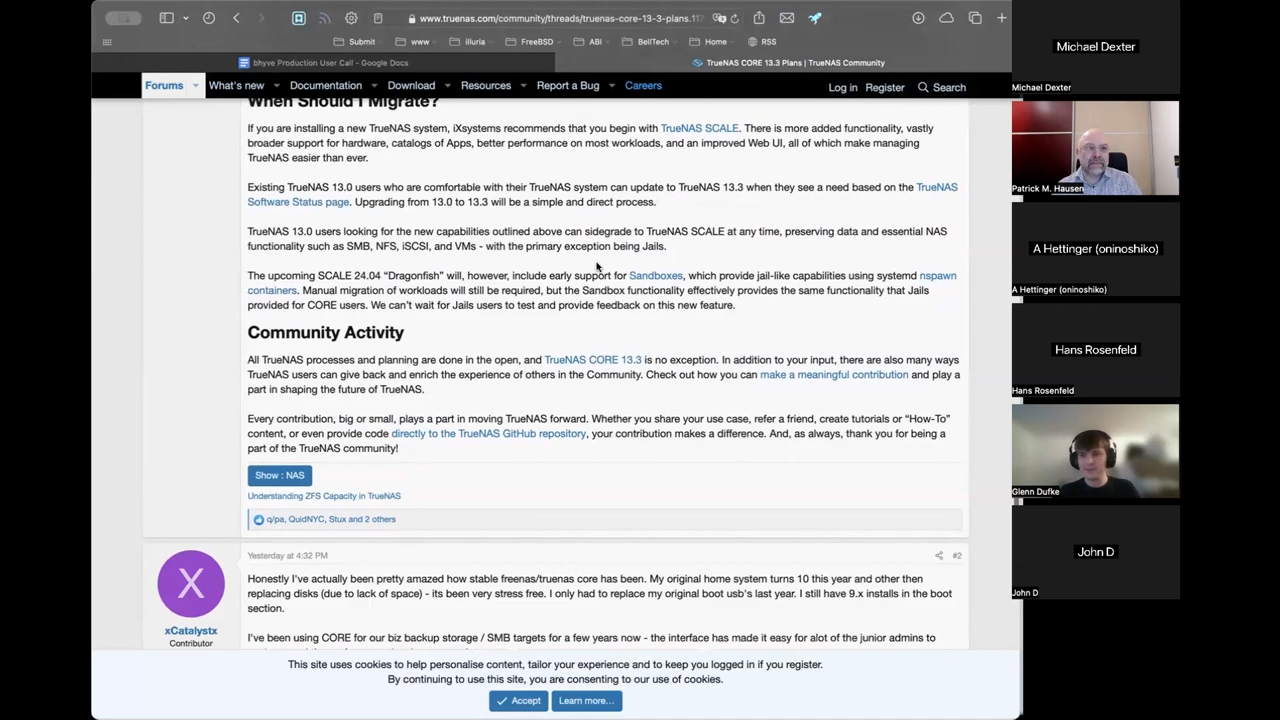 www.truenas.com/community/threads/truenas-core-13-3-plans.11
Submit www illuria FreeBSD ABI BellTech Home RSS
bhyve Production User Call - Google Docs
TrueNAS CORE 13.3 Plans | TrueNAS Community
Forums What's new Documentation Download Resources Report a Bug Careers Log in Register Search
When Should I Migrate?
If you are installing a new TrueNAS system, iXsystems recommends that you begin with TrueNAS SCALE. There is more added functionality, vastly
broader support for hardware, catalogs of Apps, better performance on most workloads, and an improved Web UI, all of which make managing
TrueNAS easier than ever.
Existing TrueNAS 13.0 users who are comfortable with their TrueNAS system can update to TrueNAS 13.3 when they see a need based on the TrueNAS
Software Status page. Upgrading from 13.0 to 13.3 will be a simple and direct process.
TrueNAS 13.0 users looking for the new capabilities outlined above can sidegrade to TrueNAS SCALE at any time, preserving data and essential NAS
functionality such as SMB, NFS, iSCSI, and VMs - with the primary exception being Jails.
The upcoming SCALE 24.04 “Dragonfish” will, however, include early support for Sandboxes, which provide jail-like capabilities using systemd nspawn
containers. Manual migration of workloads will still be required, but the Sandbox functionality effectively provides the same functionality that Jails
provided for CORE users. We can't wait for Jails users to test and provide feedback on this new feature.
Community Activity
All TrueNAS processes and planning are done in the open, and TrueNAS CORE 13.3 is no exception. In addition to your input, there are also many ways
TrueNAS users can give back and enrich the experience of others in the Community. Check out how you can make a meaningful contribution and play a
part in shaping the future of TrueNAS.
Every contribution, big or small, plays a part in moving TrueNAS forward. Whether you share your use case, refer a friend, create tutorials or “How-To”
content, or even provide code directly to the TrueNAS GitHub repository, your contribution makes a difference. And, as always, thank you for being a
part of the TrueNAS community!
Show : NAS
Understanding ZFS Capacity in TrueNAS
q/pa, QuidNYC, Stux and 2 others
Yesterday at 4:32 PM #2
X
xCatalystx
Contributor
Honestly I've actually been pretty amazed how stable freenas/truenas core has been. My original home system turns 10 this year and other then
replacing disks (due to lack of space) - its been very stress free. I only had to replace my original boot usb's last year. I still have 9.x installs in the boot
section.
I've been using CORE for our biz backup storage / SMB targets for a few years now - the interface has made it easy for alot of the junior admins to
This site uses cookies to help personalise content, tailor your experience and to keep you logged in if you register.
By continuing to use this site, you are consenting to our use of cookies.
Accept Learn more…
Michael Dexter
Michael Dexter
Patrick M. Hausen
A Hettinger (oninoshiko)
A Hettinger (oninoshiko)
Hans Rosenfeld
Hans Rosenfeld
Glenn Dufke
John D
John D